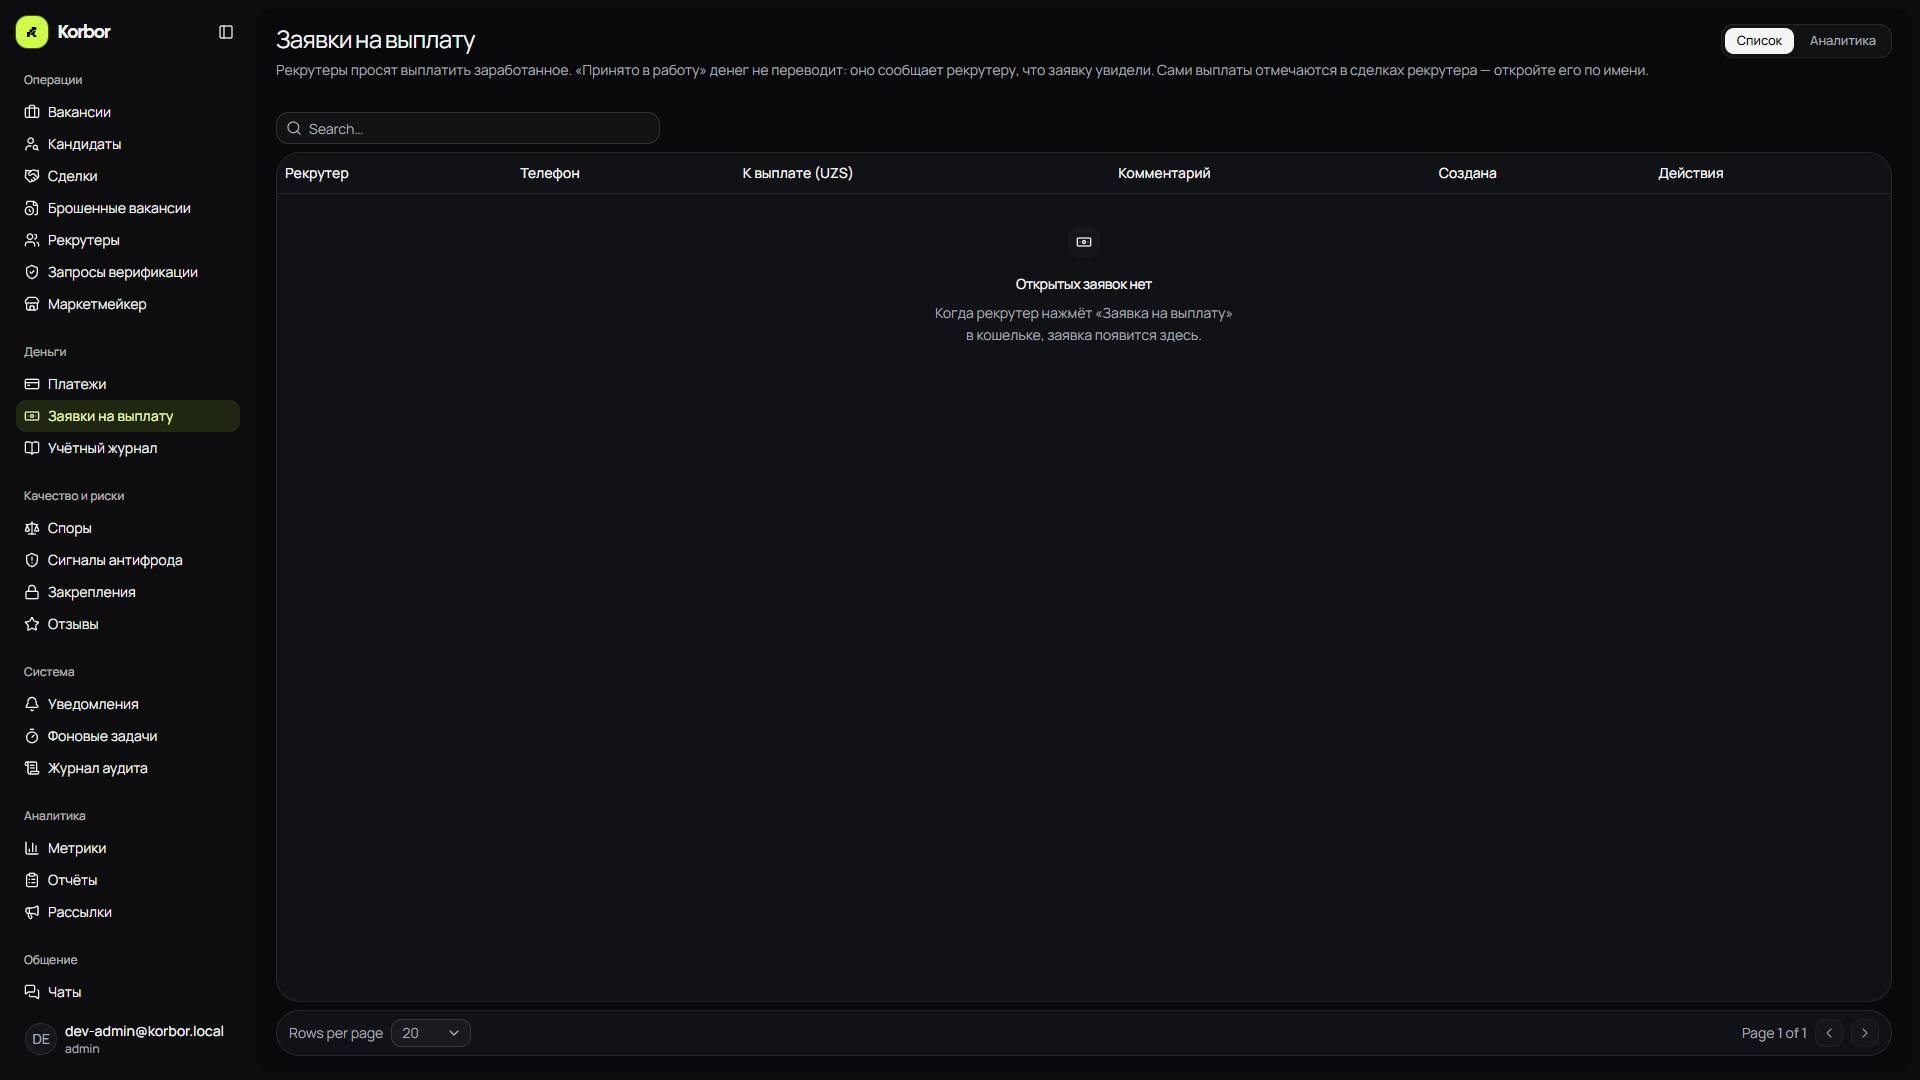 Korbor
Операции
Вакансии
Кандидаты
Сделки
Брошенные вакансии
Рекрутеры
Запросы верификации
Маркетмейкер
Деньги
Платежи
Заявки на выплату
Учётный журнал
Качество и риски
Споры
Сигналы антифрода
Закрепления
Отзывы
Система
Уведомления
Фоновые задачи
Журнал аудита
Аналитика
Метрики
Отчёты
Рассылки
Общение
Чаты
DE
dev-admin@korbor.local
admin
Заявки на выплату
Рекрутеры просят выплатить заработанное. «Принято в работу» денег не переводит: оно сообщает рекрутеру, что заявку увидели. Сами выплаты отмечаются в сделках рекрутера — откройте его по имени.
Список Аналитика
Search...
Рекрутер Телефон К выплате (UZS) Комментарий Создана Действия
Открытых заявок нет
Когда рекрутер нажмёт «Заявка на выплату»
в кошельке, заявка появится здесь.
Rows per page 20 Page 1 of 1